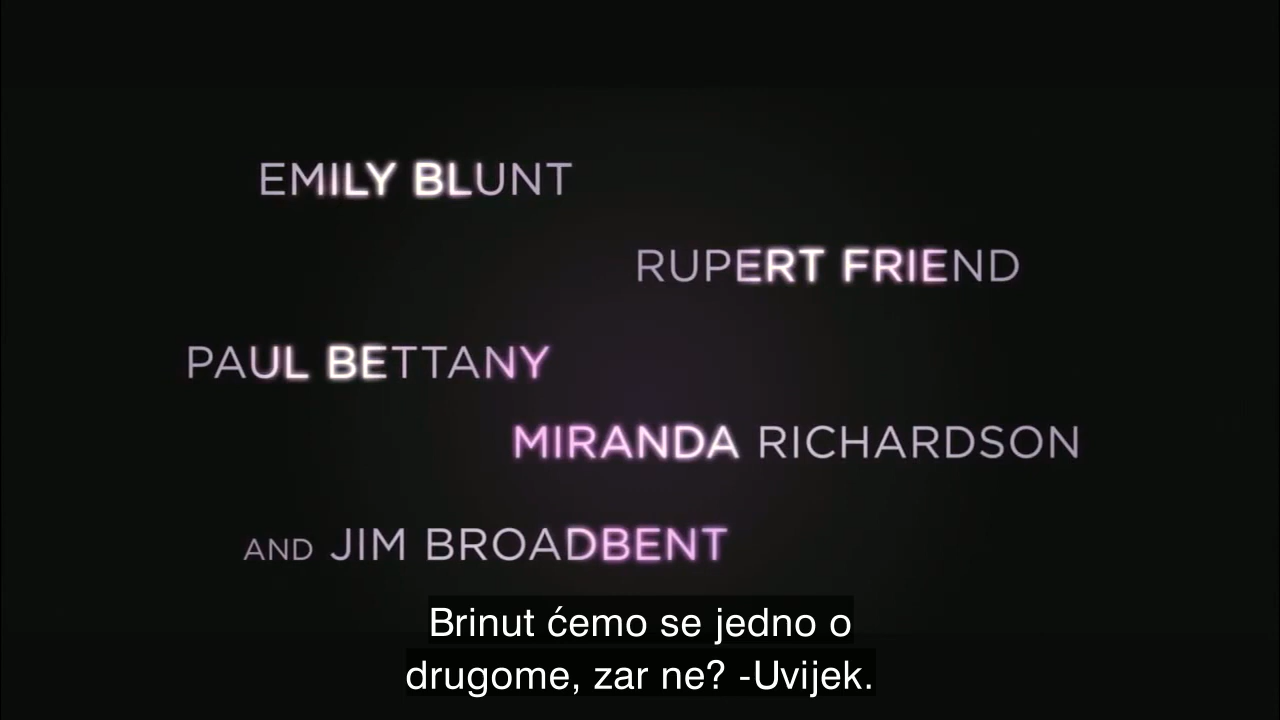 EMILY BLUNT
RUPERT FRIEND
PAUL BETTANY
MIRANDA RICHARDSON
AND JIM BROADBENT
Brinut ćemo se jedno o
drugome, zar ne? -Uvijek.